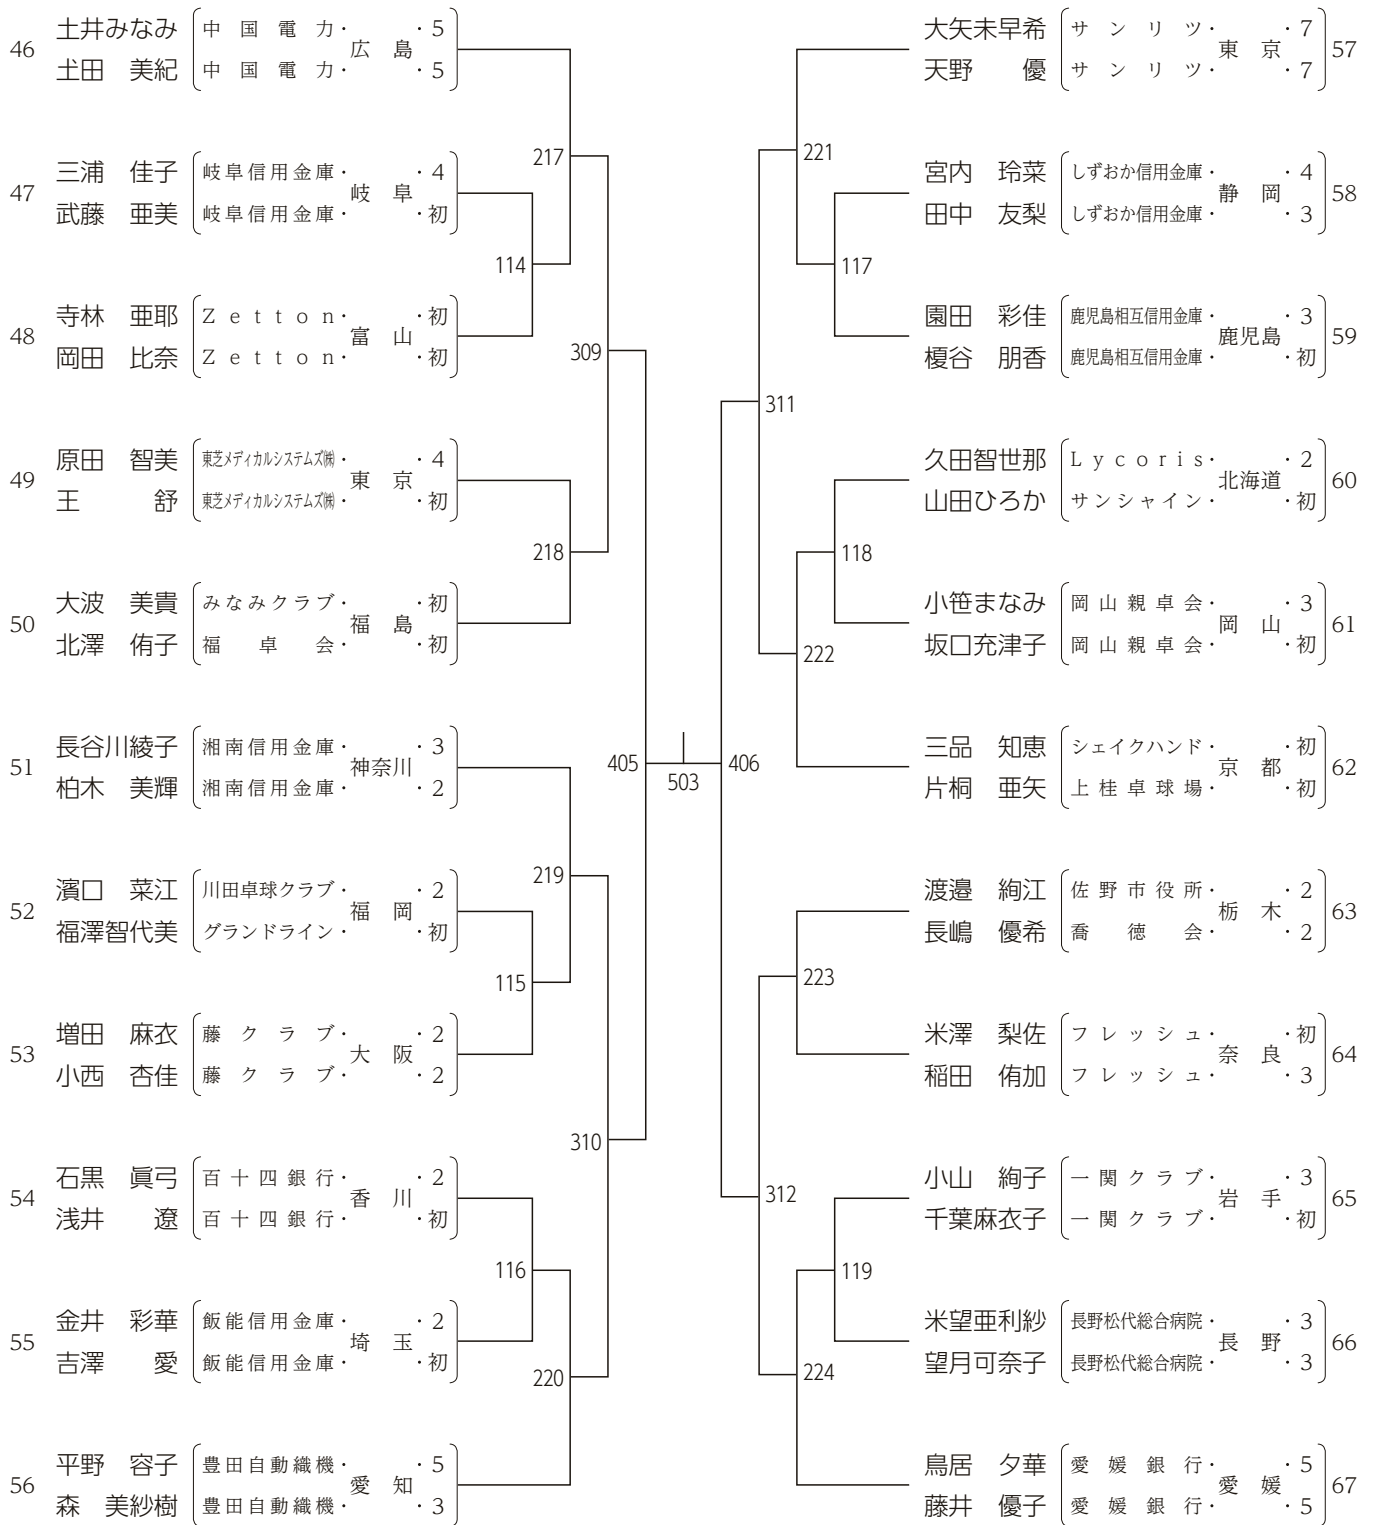 46 土井みなみ 中国電力・広島・5
土田 美紀 中国電力・・5
47 三浦 佳子 岐阜信用金庫・岐阜・4
武藤 亜美 岐阜信用金庫・・初
48 寺林 亜耶 Zetton・富山・初
岡田 比奈 Zetton・・初
49 原田 智美 東芝メディカルシステムズ㈱・東京・4
王 舒 東芝メディカルシステムズ㈱・・初
50 大波 美貴 みなみクラブ・福島・初
北澤 侑子 福卓会・・初
51 長谷川綾子 湘南信用金庫・神奈川・3
柏木 美輝 湘南信用金庫・・2
52 濱口 菜江 川田卓球クラブ・福岡・2
福澤智代美 グランドライン・・初
53 増田 麻衣 藤クラブ・大阪・2
小西 杏佳 藤クラブ・・2
54 石黒 眞弓 百十四銀行・香川・2
浅井 遼 百十四銀行・・初
55 金井 彩華 飯能信用金庫・埼玉・2
吉澤 愛 飯能信用金庫・・初
56 平野 容子 豊田自動織機・愛知・5
森 美紗樹 豊田自動織機・・3
217
114
309
218
219
115
310
116
220
405
503
406
221
117
311
118
222
223
312
119
224
大矢未早希 サンリツ・東京・7 57
天野 優 サンリツ・・7
宮内 玲菜 しずおか信用金庫・静岡・4 58
田中 友梨 しずおか信用金庫・・3
園田 彩佳 鹿児島相互信用金庫・鹿児島・3 59
榎谷 朋香 鹿児島相互信用金庫・・初
久田智世那 Lycoris・北海道・2 60
山田ひろか サンシャイン・・初
小笹まなみ 岡山親卓会・岡山・3 61
坂口充津子 岡山親卓会・・初
三品 知恵 シェイクハンド・京都・初 62
片桐 亜矢 上桂卓球場・・初
渡邉 絢江 佐野市役所・栃木・2 63
長嶋 優希 喬徳会・・2
米澤 梨佐 フレッシュ・奈良・初 64
稲田 侑加 フレッシュ・・3
小山 絢子 一関クラブ・岩手・3 65
千葉麻衣子 一関クラブ・・初
米望亜利紗 長野松代総合病院・長野・3 66
望月可奈子 長野松代総合病院・・3
鳥居 夕華 愛媛銀行・愛媛・5 67
藤井 優子 愛媛銀行・・5